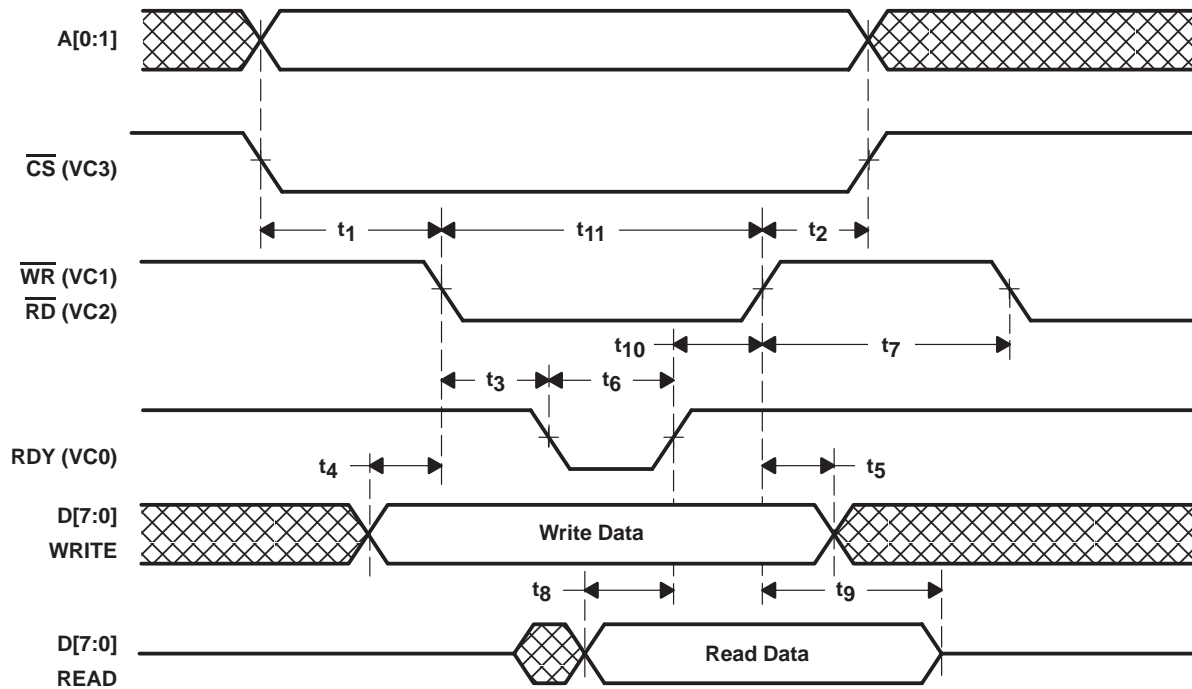 A[0:1]
CS (VC3)
t1 t11 t2
WR (VC1)
RD (VC2)
t10 t7
t3 t6
RDY (VC0)
t4 t5
D[7:0]
WRITE
Write Data
t8 t9
D[7:0]
READ
Read Data